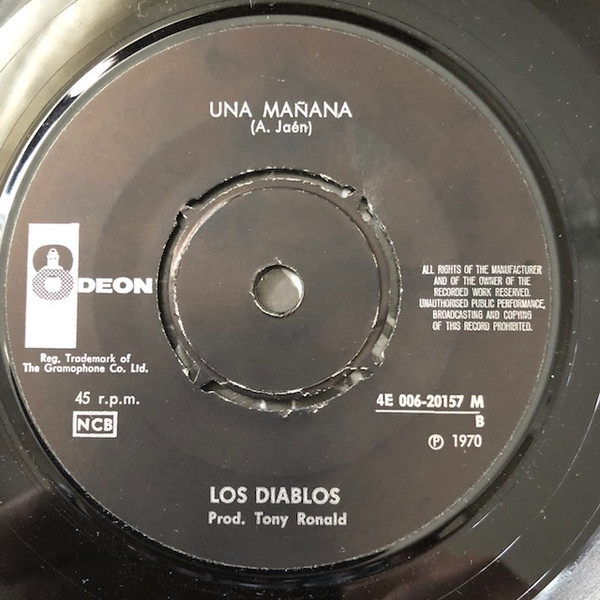 UNA MAÑANA
(A. Jaén)
ODEON
Reg. Trademark of
The Gramophone Co. Ltd.
45 r.p.m.
NCB
ALL RIGHTS OF THE MANUFACTURER
AND OF THE OWNER OF THE
RECORDED WORK RESERVED.
UNAUTHORISED PUBLIC PERFORMANCE,
BROADCASTING AND COPYING
OF THIS RECORD PROHIBITED.
4E 006-20157 M
B
Ⓟ 1970
LOS DIABLOS
Prod. Tony Ronald